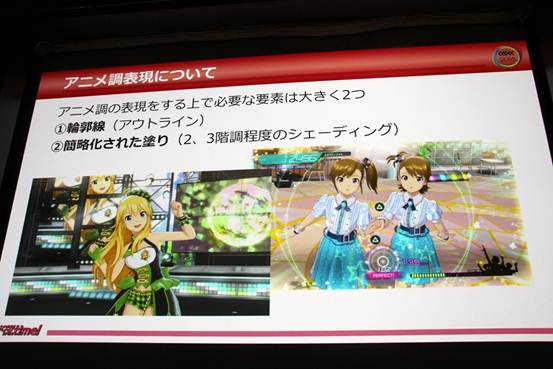 アニメ調表現について
アニメ調の表現をする上で必要な要素は大きく2つ
①輪郭線（アウトライン）
②簡略化された塗り（2、3階調程度のシェーディング）
PERFECT!